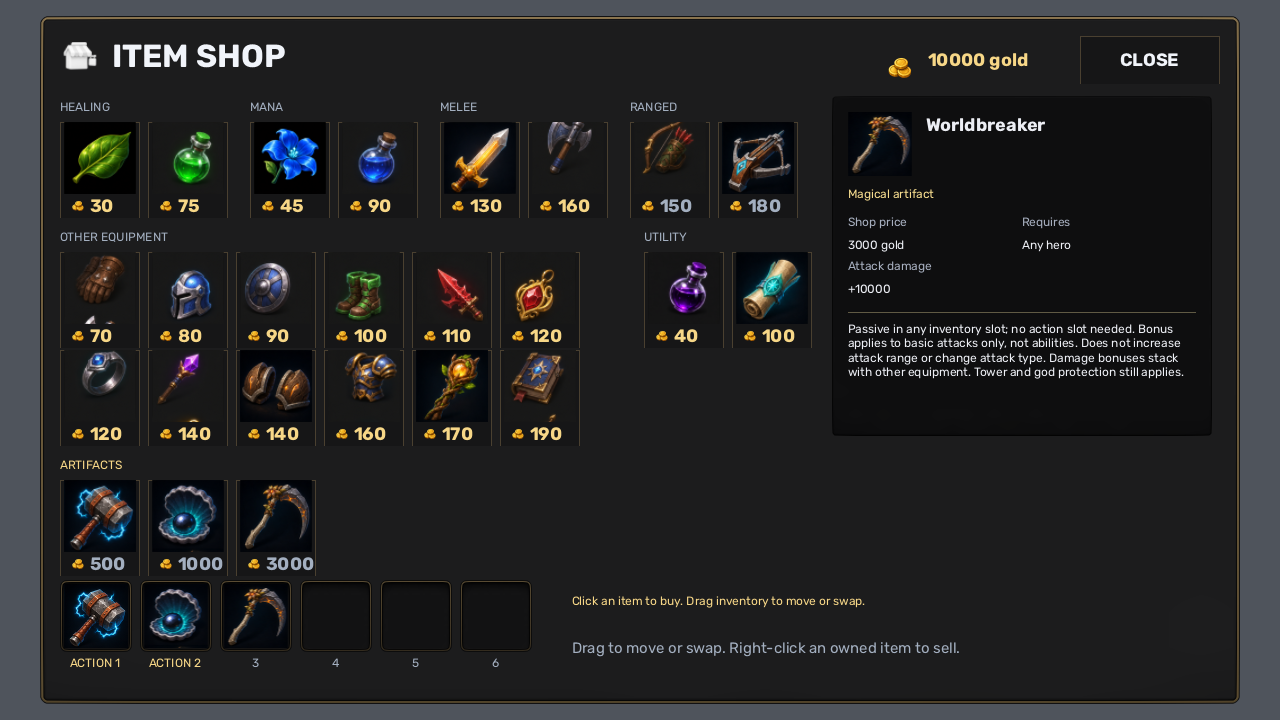 ITEM SHOP
10000 gold
CLOSE
HEALING
MANA
MELEE
RANGED
30
75
45
90
130
160
150
180
OTHER EQUIPMENT
UTILITY
70
80
90
100
110
120
40
100
120
140
140
160
170
190
ARTIFACTS
500
1000
3000
ACTION 1
ACTION 2
3
4
5
6
Worldbreaker
Magical artifact
Shop price
Requires
3000 gold
Any hero
Attack damage
+10000
Passive in any inventory slot; no action slot needed. Bonus
applies to basic attacks only, not abilities. Does not increase
attack range or change attack type. Damage bonuses stack
with other equipment. Tower and god protection still applies.
Click an item to buy. Drag inventory to move or swap.
Drag to move or swap. Right-click an owned item to sell.